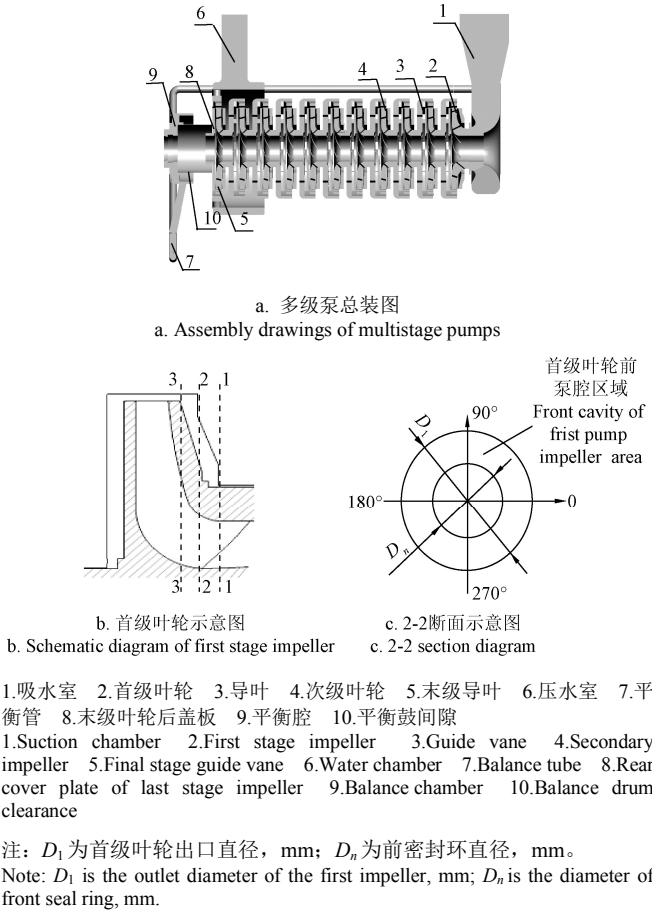 6
1
9
8
4
3
2
10
5
7
a. 多级泵总装图
a. Assembly drawings of multistage pumps
3 2 1
3 2 1
b. 首级叶轮示意图
b. Schematic diagram of first stage impeller
首级叶轮前
泵腔区域
Front cavity of
frist pump
impeller area
D₁
90°
180°
0
Dₙ
270°
c. 2-2断面示意图
c. 2-2 section diagram
1.吸水室 2.首级叶轮 3.导叶 4.次级叶轮 5.末级导叶 6.压水室 7.平
衡管 8.末级叶轮后盖板 9.平衡腔 10.平衡鼓间隙
1.Suction chamber 2.First stage impeller 3.Guide vane 4.Secondary
impeller 5.Final stage guide vane 6.Water chamber 7.Balance tube 8.Rear
cover plate of last stage impeller 9.Balance chamber 10.Balance drum
clearance
注：D₁为首级叶轮出口直径，mm；Dₙ为前密封环直径，mm。
Note: D₁ is the outlet diameter of the first impeller, mm; Dₙ is the diameter of
front seal ring, mm.